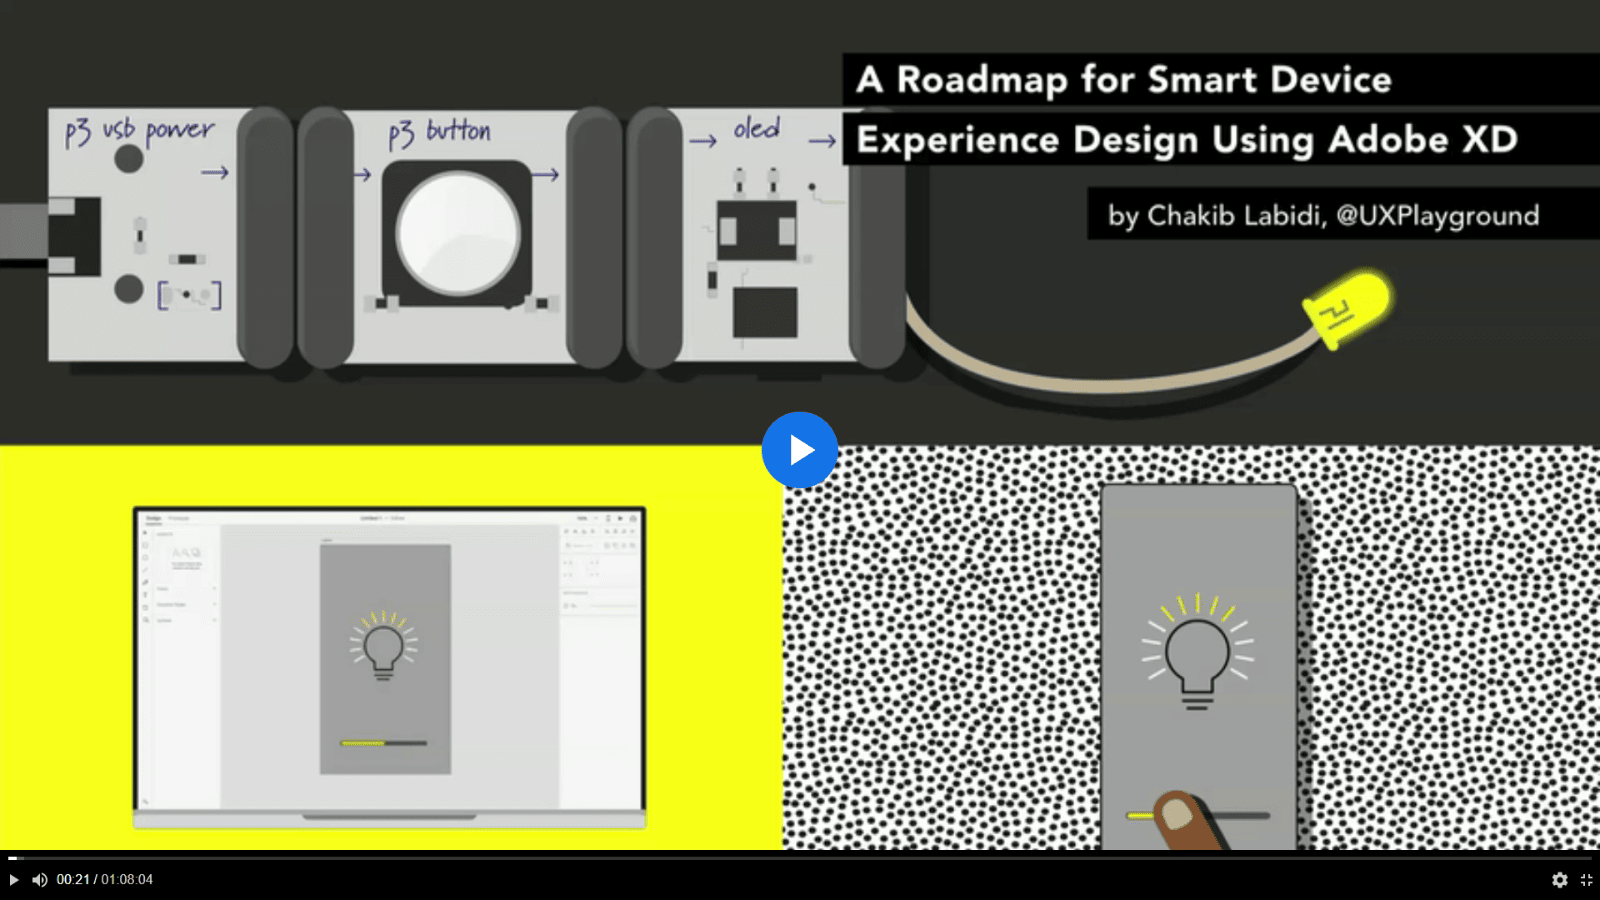 A Roadmap for Smart Device
Experience Design Using Adobe XD
by Chakib Labidi, @UXPlayground
p3 usb power
p3 button
oled
Design
00:21 / 01:08:04